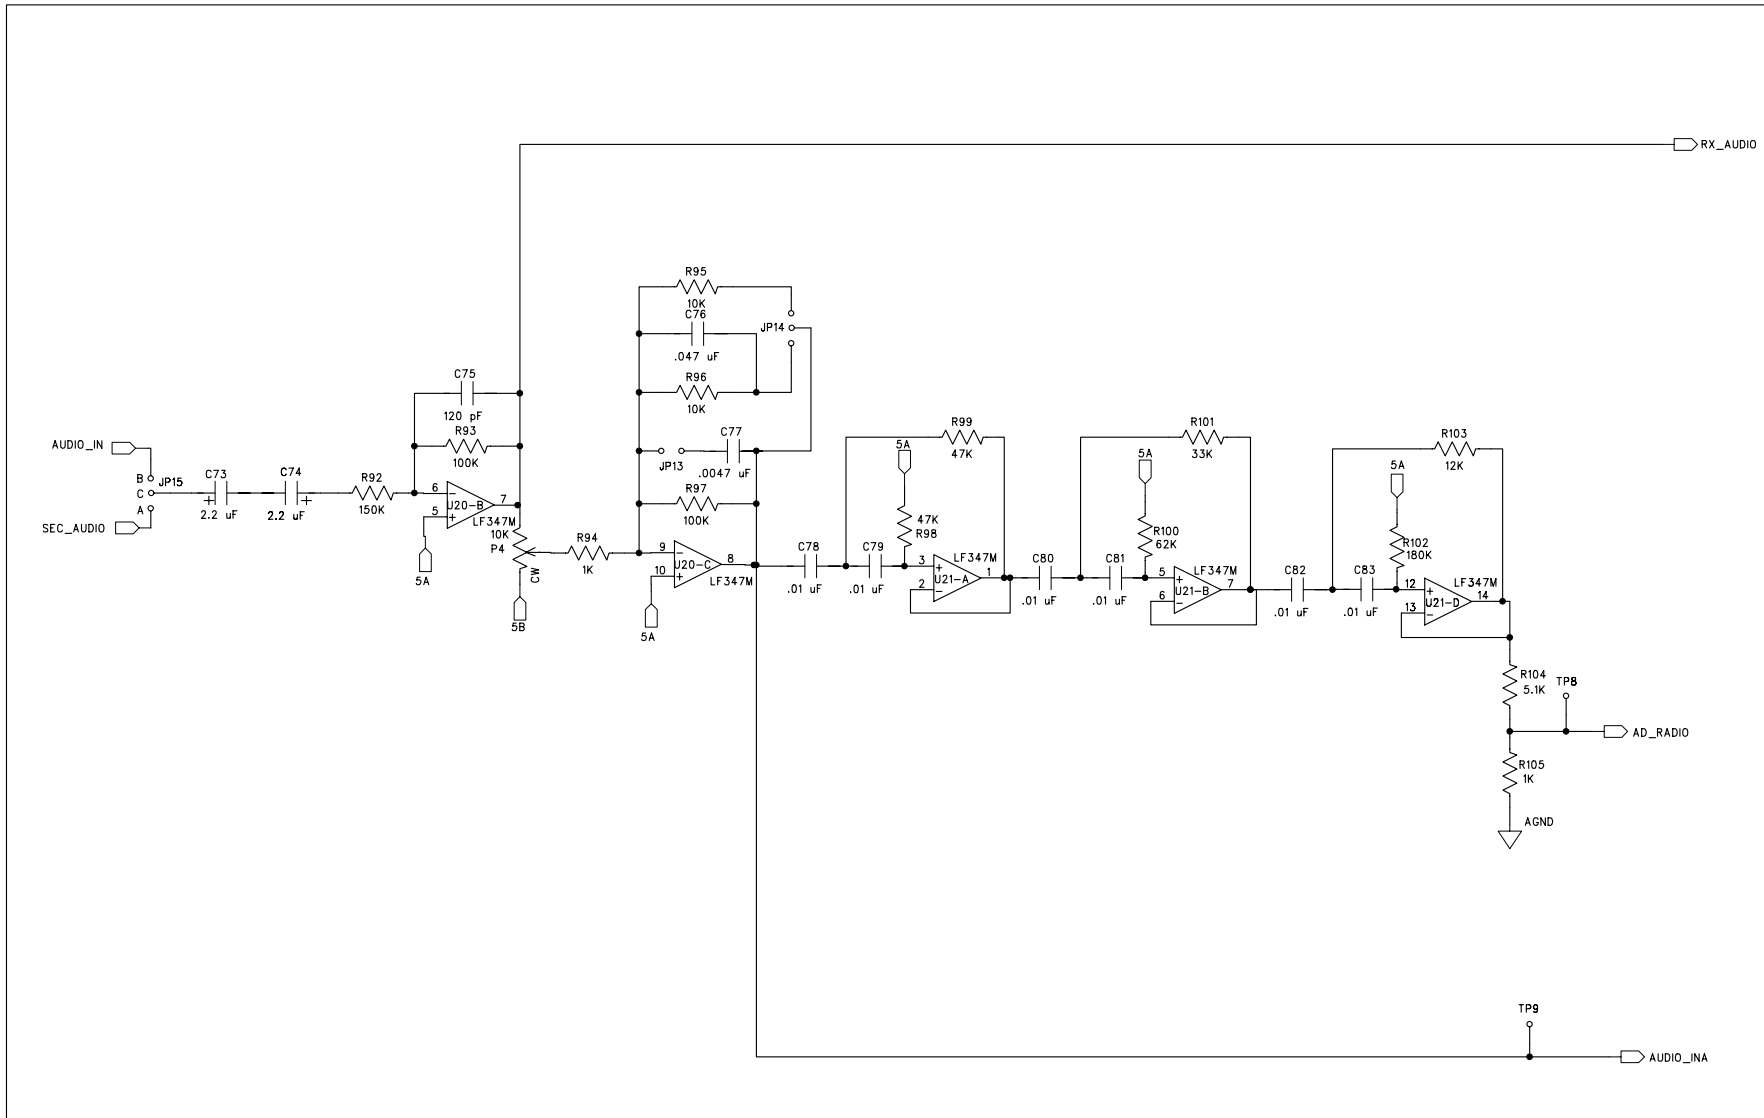 RX_AUDIO
R95
10K
C76
.047 uF
JP14
R96
10K
C75
120 pF
R93
100K
AUDIO_IN
B
C
A
JP15
SEC_AUDIO
C73
2.2 uF
C74
2.2 uF
R92
150K
6
5
7
U20-B
LF347M
5A
10K
P4
CW
5B
R94
1K
JP13
C77
.0047 uF
R97
100K
9
10
8
U20-C
LF347M
5A
C78
.01 uF
C79
.01 uF
R99
47K
5A
47K
R98
3
2
1
U21-A
LF347M
C80
.01 uF
C81
.01 uF
R101
33K
5A
R100
62K
5
6
7
U21-B
LF347M
C82
.01 uF
C83
.01 uF
R103
12K
5A
R102
180K
12
13
14
U21-D
LF347M
R104
5.1K
TP8
AD_RADIO
R105
1K
AGND
TP9
AUDIO_INA